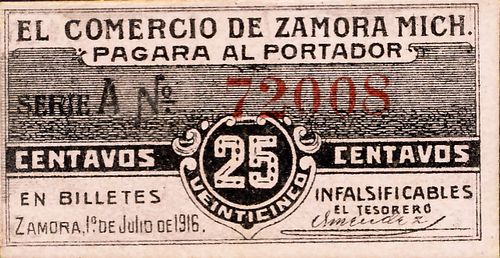 EL COMERCIO DE ZAMORA MICH.
PAGARA AL PORTADOR
SERIE A Nº 72008
CENTAVOS 25 CENTAVOS
VEINTICINCO
EN BILLETES INFALSIFICABLES
ZAMORA, 1º DE JULIO DE 1916. EL TESORERO